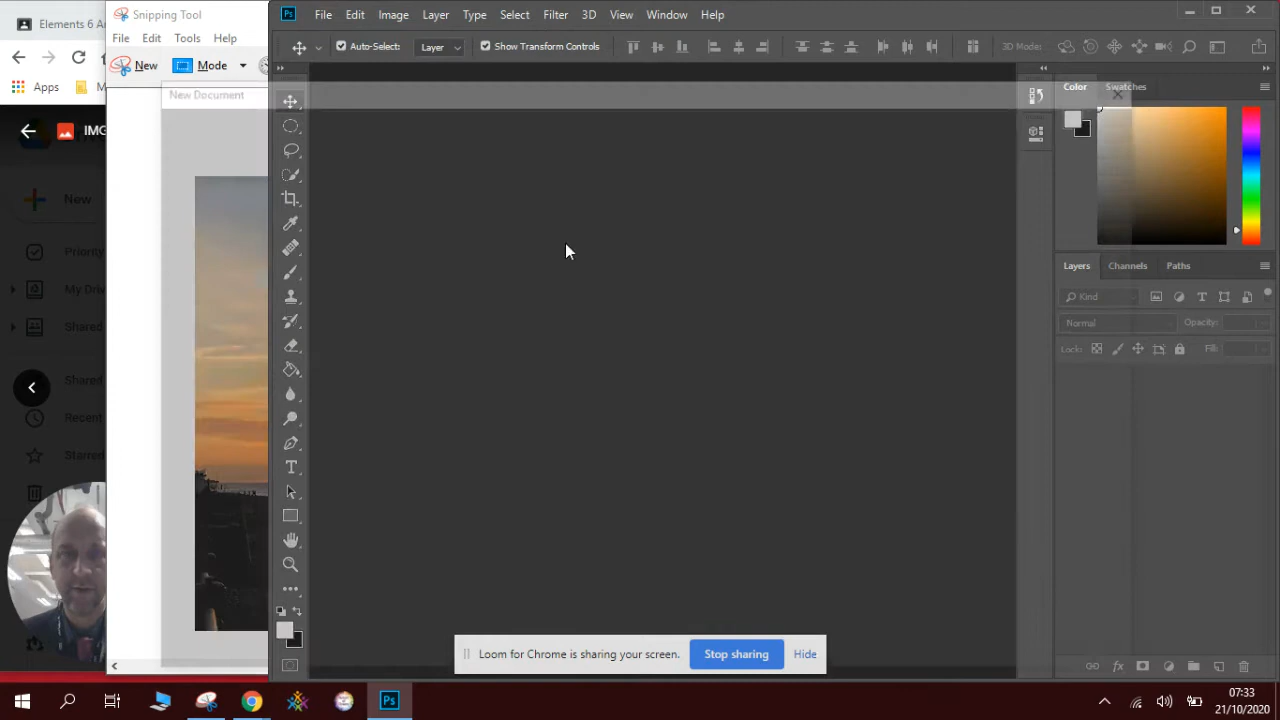 Elements 6 Ar
Apps
M
IMG
New
Priority
My Driv
Shared
Shared
Recent
Starred
Snipping Tool
File Edit Tools Help
New Mode
New Document
Ps File Edit Image Layer Type Select Filter 3D View Window Help
Auto-Select: Layer Show Transform Controls 3D Mode:
Color Swatches
Layers Channels Paths
Kind
Normal Opacity:
Lock: Fill:
Loom for Chrome is sharing your screen. Stop sharing Hide
Ps
07:33
21/10/2020